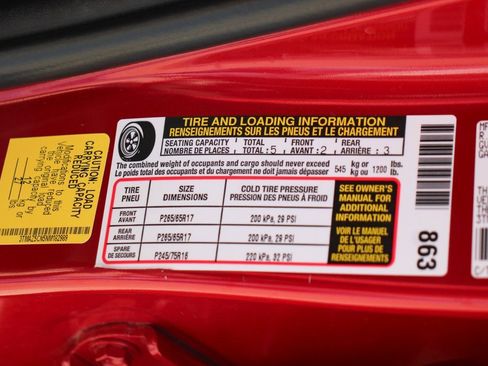 TIRE AND LOADING INFORMATION
RENSEIGNEMENTS SUR LES PNEUS ET LE CHARGEMENT
SEATING CAPACITY TOTAL FRONT REAR
NOMBRE DE PLACES TOTAL: 5 AVANT: 2 ARRIÈRE: 3
The combined weight of occupants and cargo should never exceed 545 kg or 1200 lbs.
Le poids total des occupants et du chargement ne doit jamais dépasser kg ou lb.
TIRE SIZE COLD TIRE PRESSURE
PNEU DIMENSIONS PRESSION DES PNEUS À FROID
FRONT
AVANT P265/65R17 200 kPa, 29 PSI
REAR
ARRIÈRE P265/65R17 200 kPa, 29 PSI
SPARE
DE SECOURS P245/75R16 220 kPa, 32 PSI
SEE OWNER'S
MANUAL FOR
ADDITIONAL
INFORMATION
VOIR LE MANUEL
DE L'USAGER
POUR PLUS DE
RENSEIGNEMENTS
863
CAUTION: LOAD
CARRYING CAPACITY
REDUCED